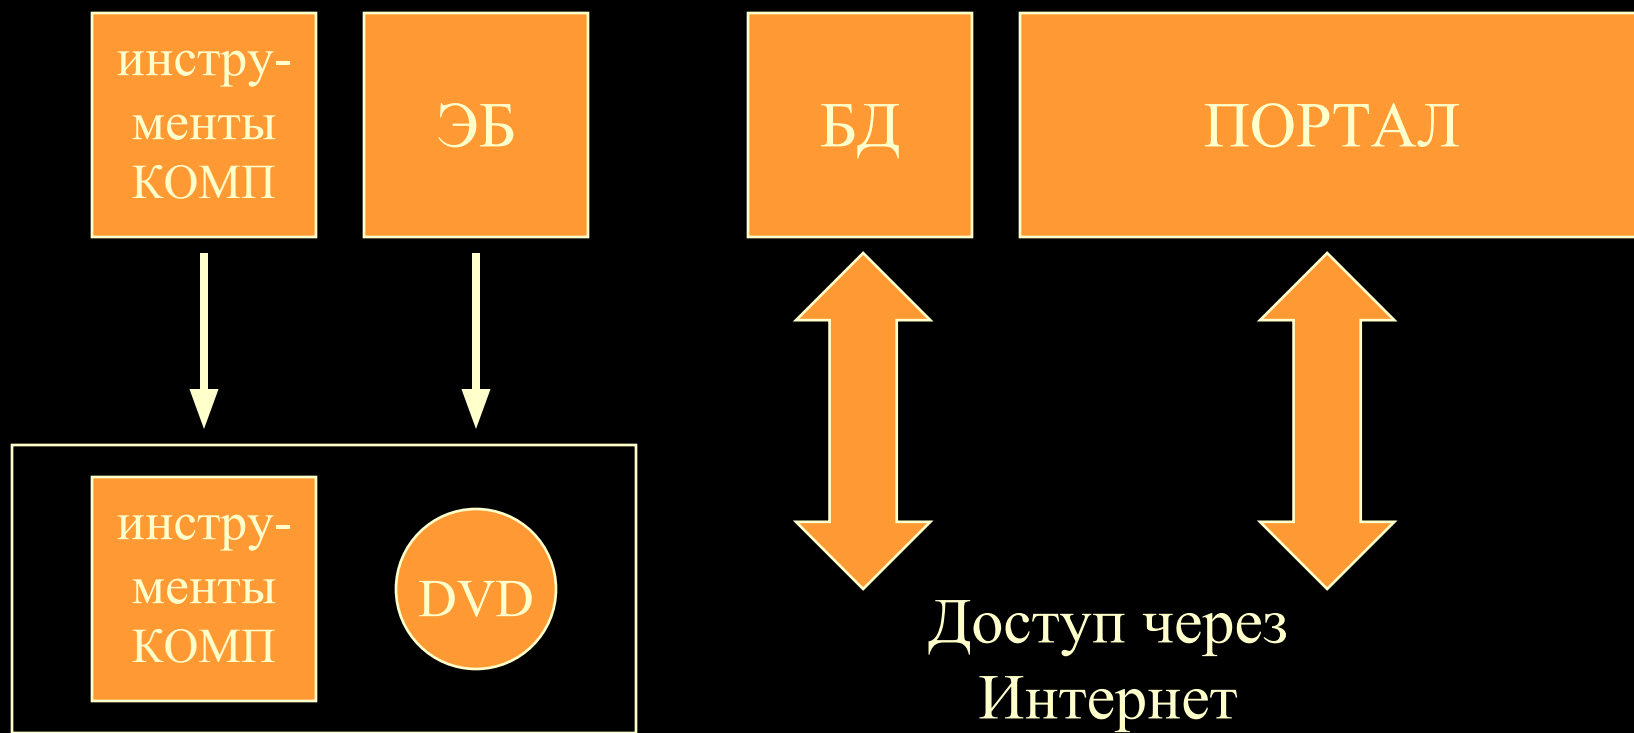 инстру-
менты
КОМП
ЭБ
БД
ПОРТАЛ
инстру-
менты
КОМП
DVD
Доступ через
Интернет